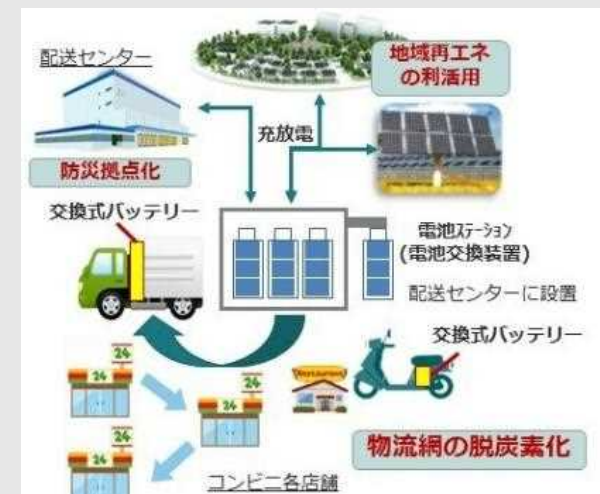 配送センター
地域再エネ
の利活用
充放電
防災拠点化
交換式バッテリー
電池ｽﾃｰｼｮﾝ
(電池交換装置)
配送センターに設置
交換式バッテリー
24
24
24
24
Restaurant
24
24
物流網の脱炭素化
コンビニ各店舗